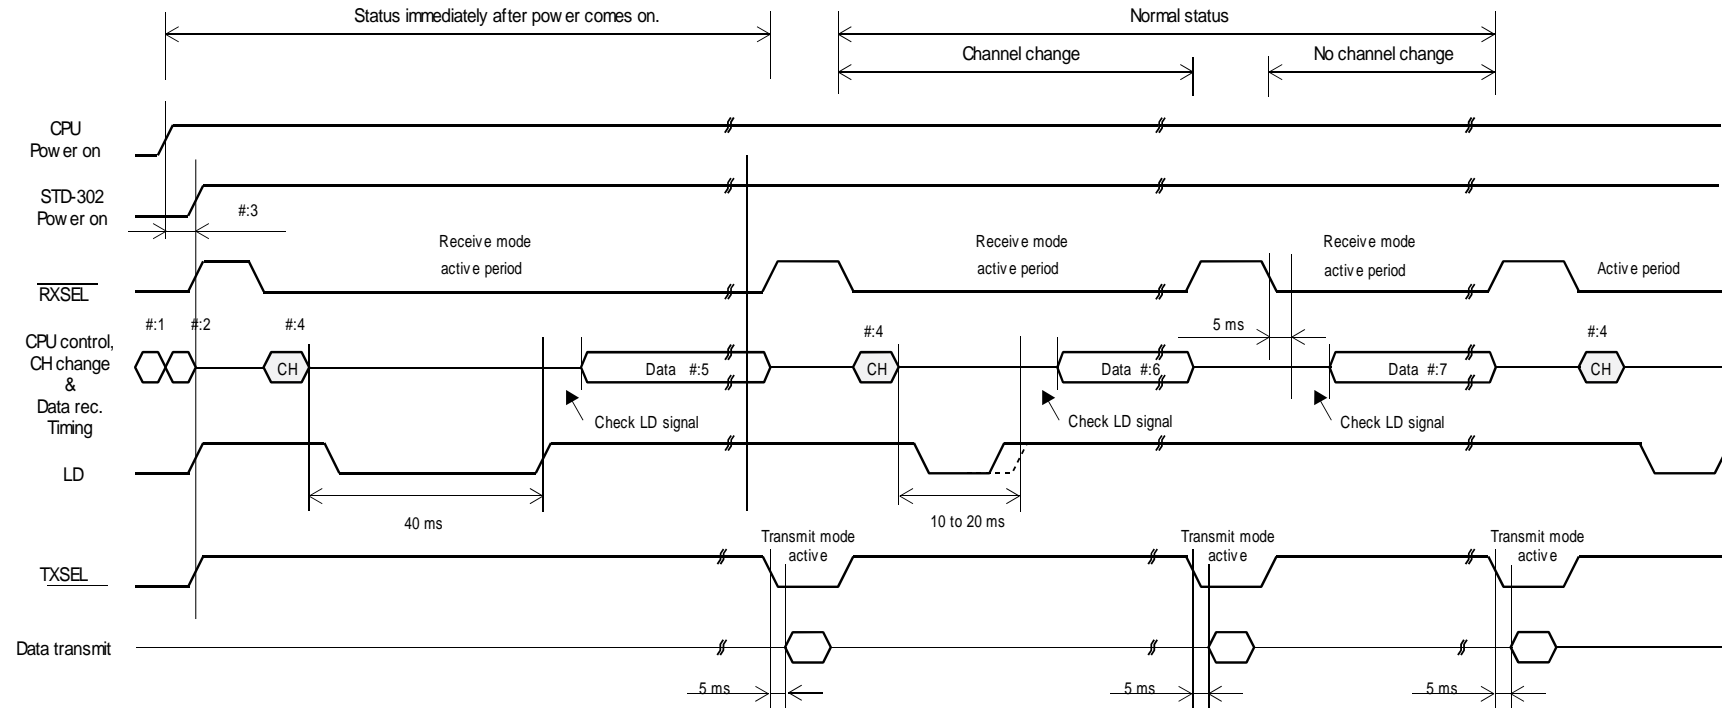 Status immediately after power comes on.
Normal status
Channel change
No channel change
CPU
Power on
STD-302
Power on
#:3
Receive mode
active period
Receive mode
active period
Receive mode
active period
Active period
RXSEL
#:1
#:2
#:4
#:4
5 ms
#:4
CPU control,
CH change
&
Data rec.
Timing
CH
Data #:5
CH
Data #:6
Data #:7
CH
Check LD signal
Check LD signal
Check LD signal
LD
40 ms
10 to 20 ms
Transmit mode
active
Transmit mode
active
Transmit mode
active
TXSEL
Data transmit
5 ms
5 ms
5 ms